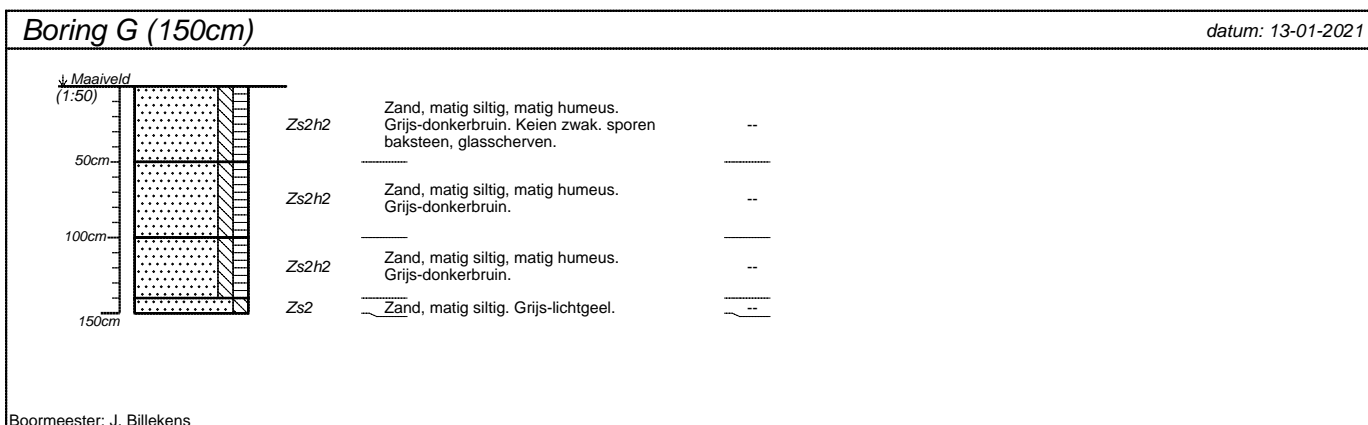 Boring G (150cm)
datum: 13-01-2021
Maaiveld
(1:50)
Zs2h2
Zand, matig siltig, matig humeus.
Grijs-donkerbruin. Keien zwak. sporen
baksteen, glasscherven.
--
50cm
Zs2h2
Zand, matig siltig, matig humeus.
Grijs-donkerbruin.
--
100cm
Zs2h2
Zand, matig siltig, matig humeus.
Grijs-donkerbruin.
--
Zs2
Zand, matig siltig. Grijs-lichtgeel.
--
150cm
Boormeester: J. Billekens